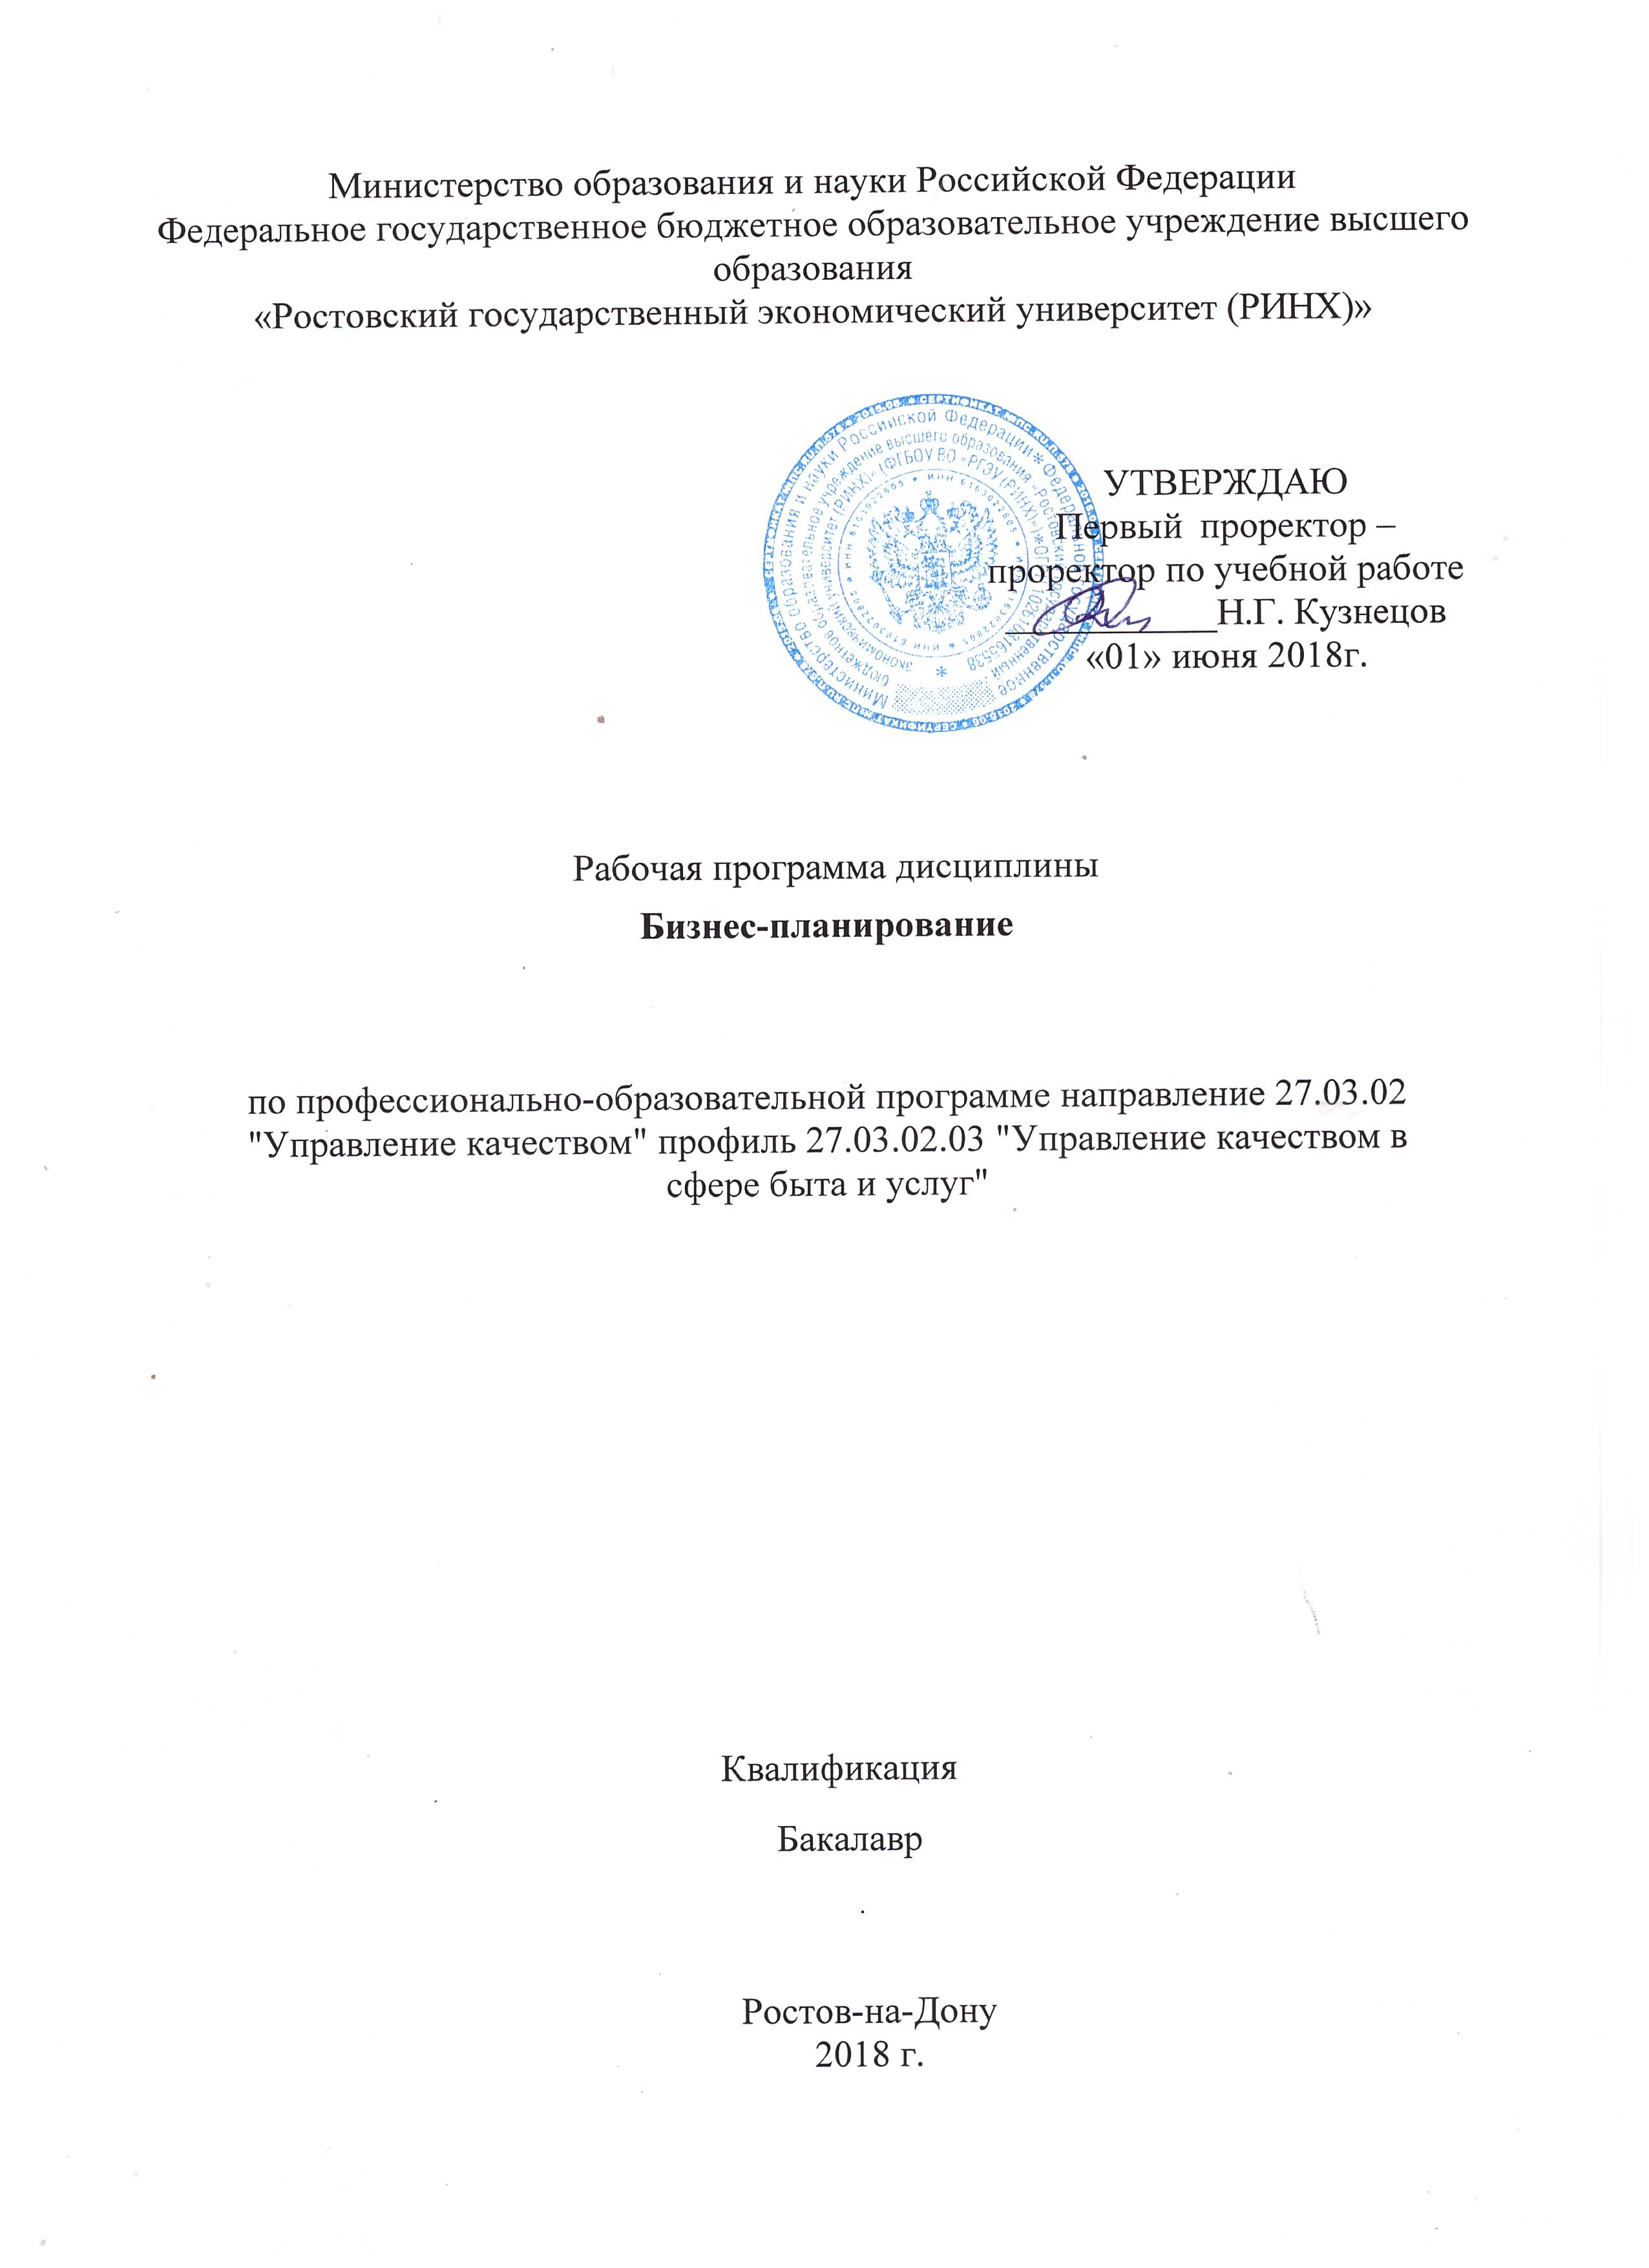 Министерство образования и науки Российской Федерации
Федеральное государственное бюджетное образовательное учреждение высшего
образования
«Ростовский государственный экономический университет (РИНХ)»
УТВЕРЖДАЮ
Первый проректор –
проректор по учебной работе
____________Н.Г. Кузнецов
«01» июня 2018г.
Рабочая программа дисциплины
Бизнес-планирование
по профессионально-образовательной программе направление 27.03.02
"Управление качеством" профиль 27.03.02.03 "Управление качеством в
сфере быта и услуг"
Квалификация
Бакалавр
Ростов-на-Дону
2018 г.